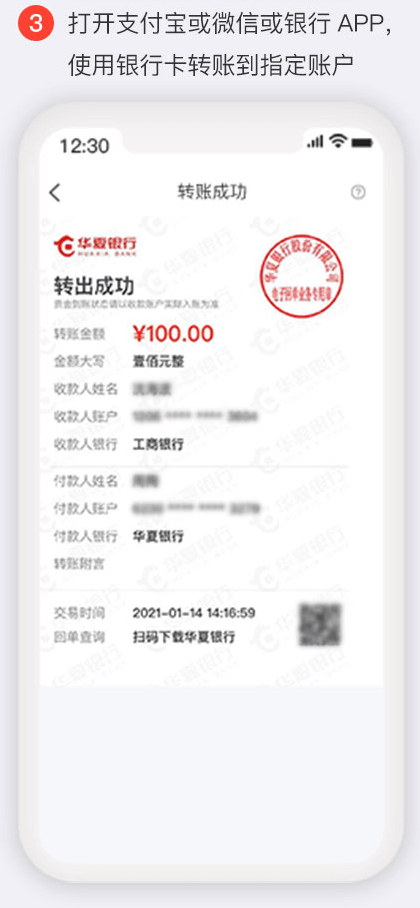 3 打开支付宝或微信或银行 APP，
使用银行卡转账到指定账户
12:30
转账成功
华夏银行
HUAXIA BANK
华夏银行股份有限公司
电子回单业务专用章
转出成功
资金到账状态请以收款账户实际入账为准
转账金额 ¥100.00
金额大写 壹佰元整
收款人姓名
收款人账户 **** ****
收款人银行 工商银行
付款人姓名
付款人账户 **** ****
付款人银行 华夏银行
转账附言
交易时间 2021-01-14 14:16:59
回单查询 扫码下载华夏银行